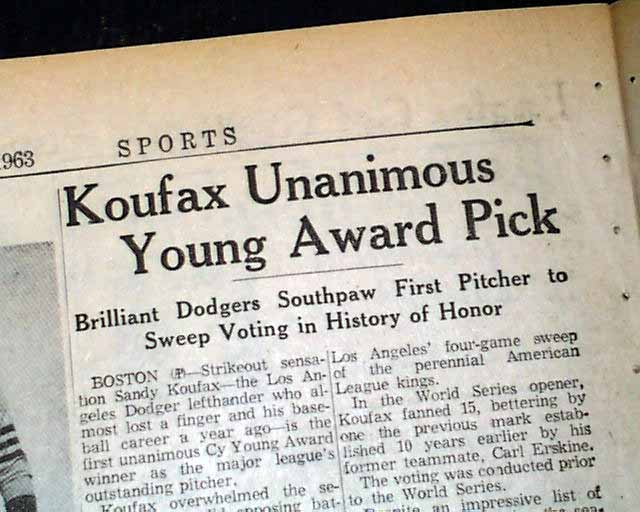 1963
SPORTS
Koufax Unanimous
Young Award Pick
Brilliant Dodgers Southpaw First Pitcher to
Sweep Voting in History of Honor
BOSTON (AP)—Strikeout sensa-
tion Sandy Koufax—the Los An-
geles Dodger lefthander who al-
most lost a finger and his base-
ball career a year ago—is the
first unanimous Cy Young Award
winner as the major league's
outstanding pitcher.
Koufax overwhelmed the se-
opposing bat-
Los Angeles' four-game sweep
of the perennial American
League kings.
In the World Series opener,
Koufax fanned 15, bettering by
one the previous mark estab-
lished 10 years earlier by his
former teammate, Carl Erskine.
The voting was conducted prior
to the World Series.
Despite an impressive list of